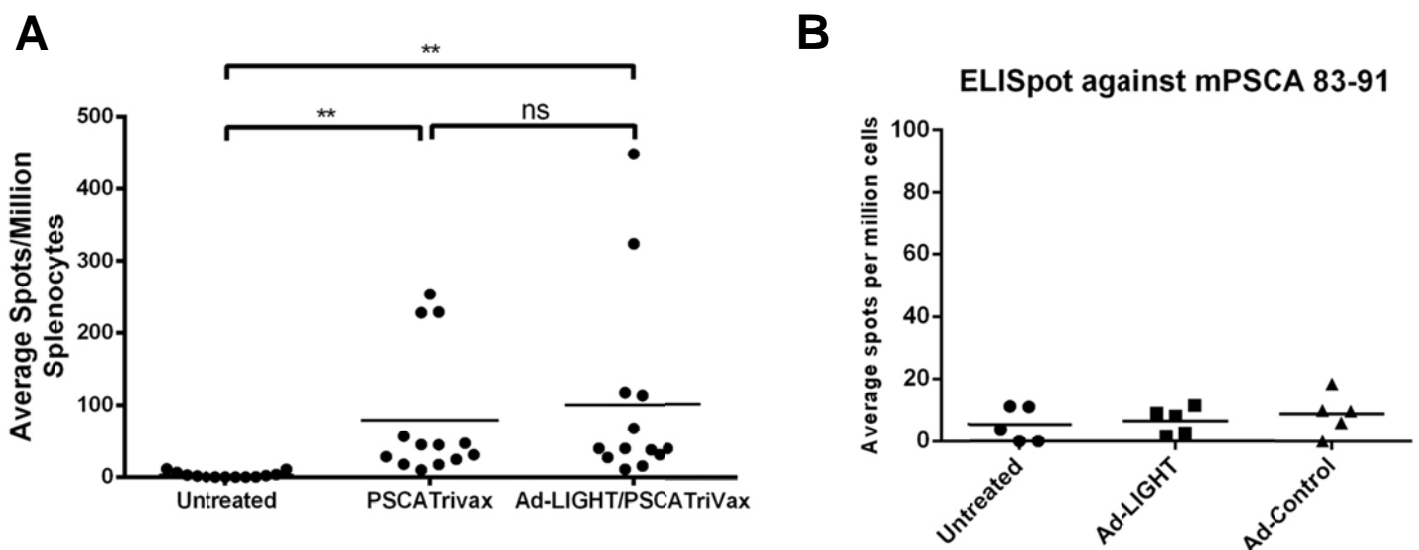 A
**
**
ns
500
400
300
200
100
0
Average Spots/Million
Splenocytes
Untreated
PSCATrivax
Ad-LIGHT/PSCATriVax
B
ELISpot against mPSCA 83-91
100
80
60
40
20
0
Average spots per million cells
Untreated
Ad-LIGHT
Ad-Control